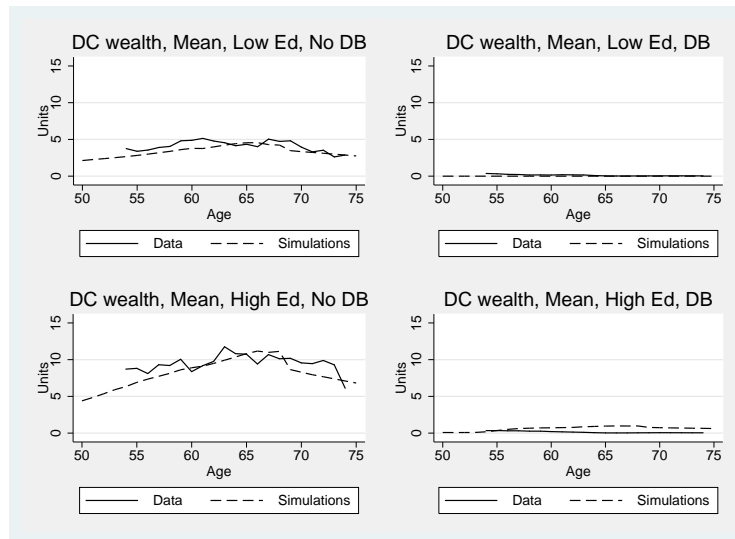 DC wealth, Mean, Low Ed, No DB
Units
15
10
5
0
50 55 60 65 70 75
Age
Data Simulations
DC wealth, Mean, Low Ed, DB
Units
15
10
5
0
50 55 60 65 70 75
Age
Data Simulations
DC wealth, Mean, High Ed, No DB
Units
15
10
5
0
50 55 60 65 70 75
Age
Data Simulations
DC wealth, Mean, High Ed, DB
Units
15
10
5
0
50 55 60 65 70 75
Age
Data Simulations